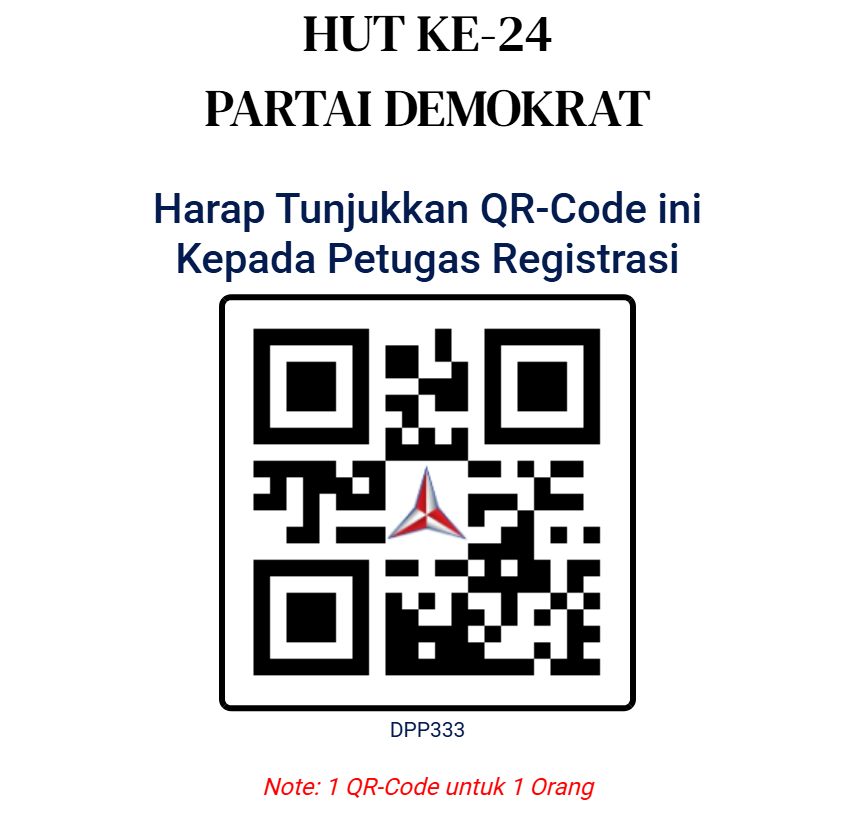 HUT KE-24
PARTAI DEMOKRAT
Harap Tunjukkan QR-Code ini
Kepada Petugas Registrasi
DPP333
Note: 1 QR-Code untuk 1 Orang